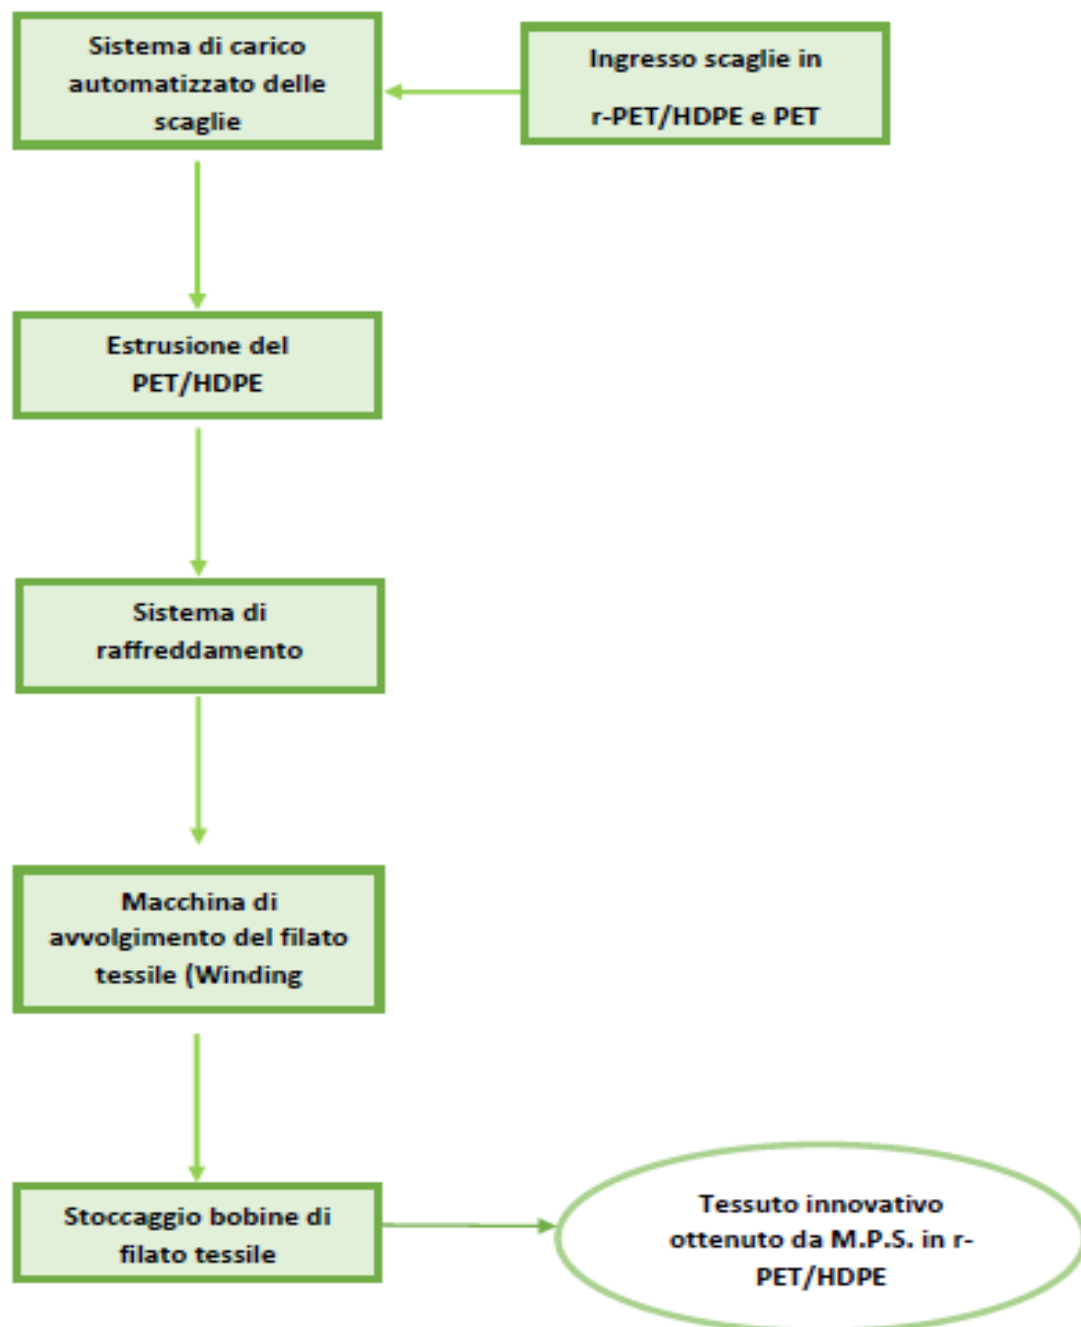 Sistema di carico
automatizzato delle
scaglie
Ingresso scaglie in
r-PET/HDPE e PET
Estrusione del
PET/HDPE
Sistema di
raffreddamento
Macchina di
avvolgimento del filato
tessile (Winding
Stoccaggio bobine di
filato tessile
Tessuto innovativo
ottenuto da M.P.S. in r-
PET/HDPE